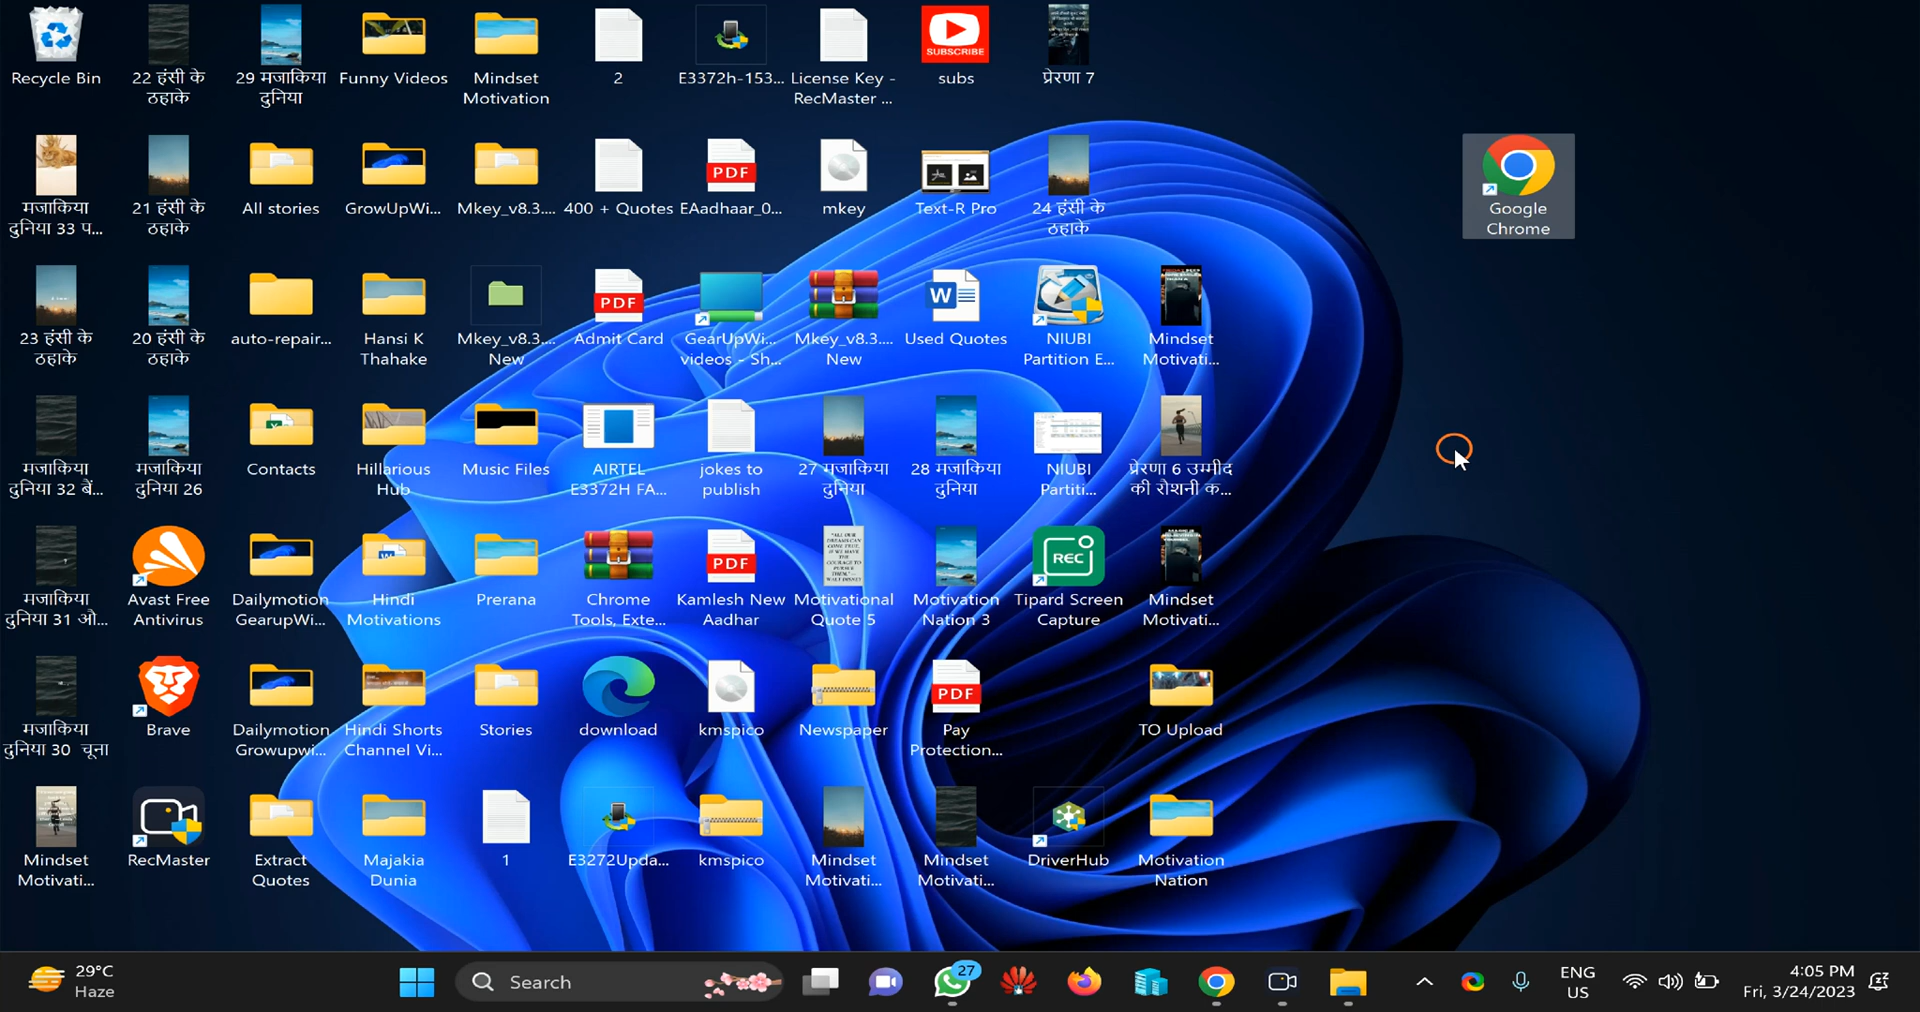 Recycle Bin
22 हंसी के
ठहाके
29 मजाकिया
दुनिया
Funny Videos
Mindset
Motivation
2
E3372h-153...
License Key -
RecMaster ...
SUBSCRIBE
subs
प्रेरणा 7
मजाकिया
दुनिया 33 प...
21 हंसी के
ठहाके
All stories
GrowUpWi...
Mkey_v8.3....
400 + Quotes
PDF
EAadhaar_0...
mkey
Text-R Pro
24 हंसी के
ठहाके
Google
Chrome
23 हंसी के
ठहाके
20 हंसी के
ठहाके
auto-repair...
Hansi K
Thahake
Mkey_v8.3....
New
PDF
Admit Card
GearUpWi...
videos - Sh...
Mkey_v8.3....
New
W
Used Quotes
NIUBI
Partition E...
Mindset
Motivati...
मजाकिया
दुनिया 32 बैं...
मजाकिया
दुनिया 26
Contacts
Hillarious
Hub
Music Files
AIRTEL
E3372H FA...
jokes to
publish
27 मजाकिया
दुनिया
28 मजाकिया
दुनिया
NIUBI
Partiti...
प्रेरणा 6 उम्मीद
की रौशनी क...
मजाकिया
दुनिया 31 औ...
Avast Free
Antivirus
Dailymotion
GearupWi...
Hindi
Motivations
Prerana
Chrome
Tools, Exte...
PDF
Kamlesh New
Aadhar
Motivational
Quote 5
Motivation
Nation 3
REC
Tipard Screen
Capture
Mindset
Motivati...
मजाकिया
दुनिया 30 चूना
Brave
Dailymotion
Growupwi...
Hindi Shorts
Channel Vi...
Stories
download
kmspico
Newspaper
PDF
Pay
Protection...
TO Upload
Mindset
Motivati...
RecMaster
Extract
Quotes
Majakia
Dunia
1
E3272Upda...
kmspico
Mindset
Motivati...
Mindset
Motivati...
DriverHub
Motivation
Nation
29°C
Haze
Search
27
ENG
US
4:05 PM
Fri, 3/24/2023